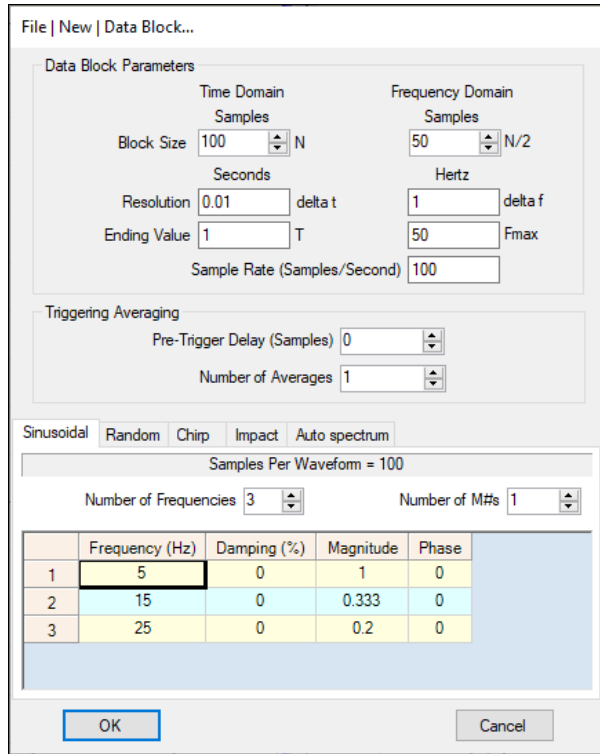 File | New | Data Block...
Data Block Parameters
Time Domain Frequency Domain
Samples Samples
Block Size 100 N 50 N/2
Seconds Hertz
Resolution 0.01 delta t 1 delta f
Ending Value 1 T 50 Fmax
Sample Rate (Samples/Second) 100
Triggering Averaging
Pre-Trigger Delay (Samples) 0
Number of Averages 1
Sinusoidal Random Chirp Impact Auto spectrum
Samples Per Waveform = 100
Number of Frequencies 3 Number of M#s 1
Frequency (Hz) Damping (%) Magnitude Phase
1 5 0 1 0
2 15 0 0.333 0
3 25 0 0.2 0
OK Cancel